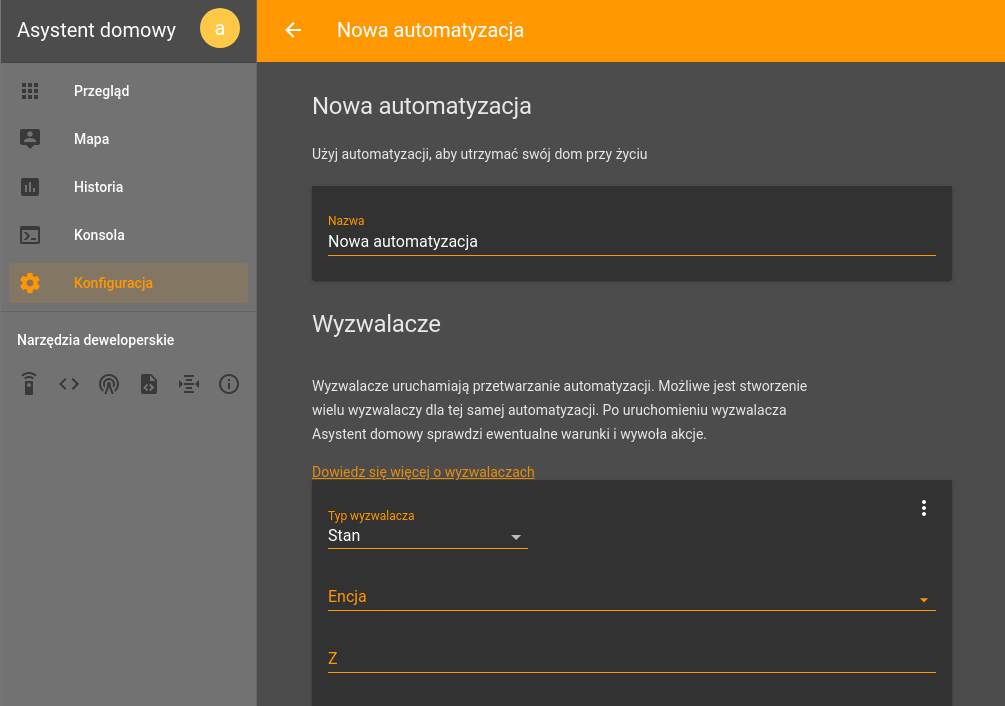 Asystent domowy
a
Przegląd
Mapa
Historia
Konsola
Konfiguracja
Narzędzia deweloperskie
Nowa automatyzacja
Nowa automatyzacja
Użyj automatyzacji, aby utrzymać swój dom przy życiu
Nazwa
Nowa automatyzacja
Wyzwalacze
Wyzwalacze uruchamiają przetwarzanie automatyzacji. Możliwe jest stworzenie
wielu wyzwalaczy dla tej samej automatyzacji. Po uruchomieniu wyzwalacza
Asystent domowy sprawdzi ewentualne warunki i wywoła akcje.
Dowiedz się więcej o wyzwalaczach
Typ wyzwalacza
Stan
Encja
Z